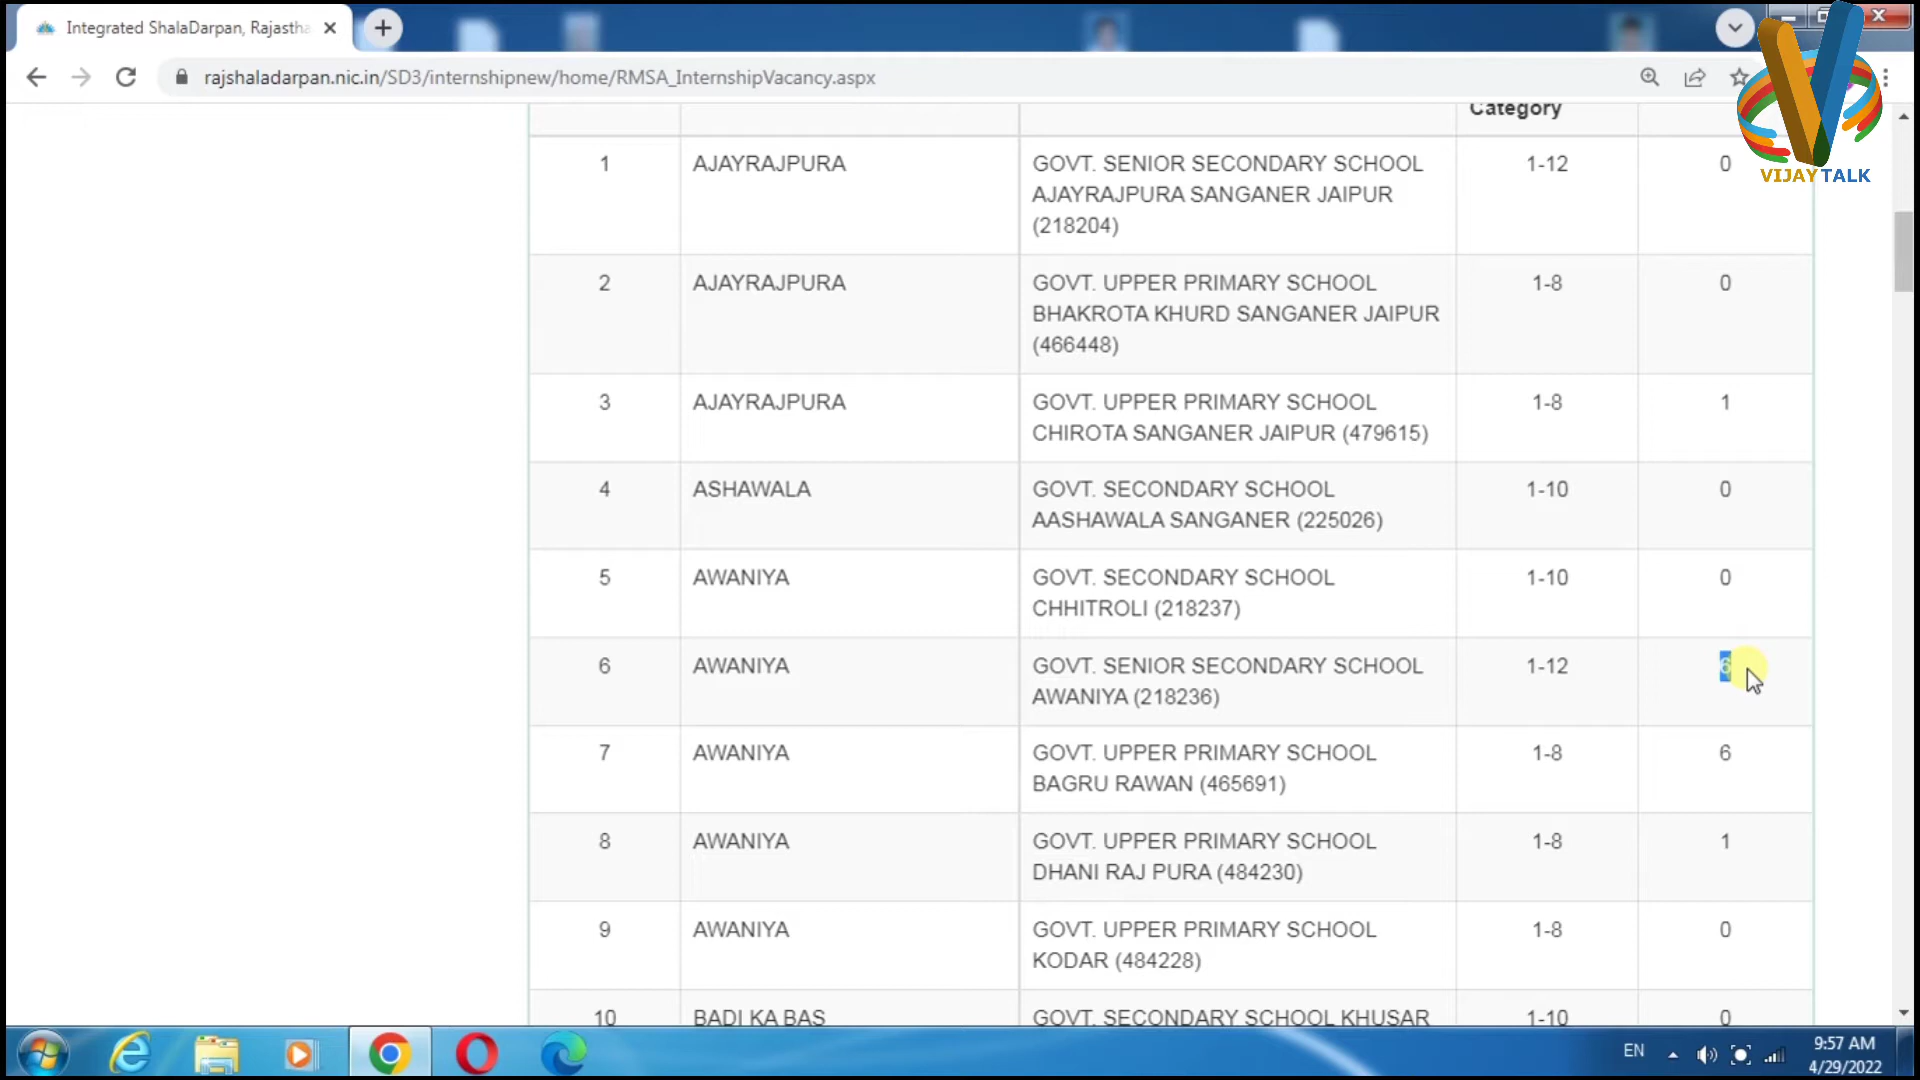 Integrated ShalaDarpan, Rajastha
rajshaladarpan.nic.in/SD3/internshipnew/home/RMSA_InternshipVacancy.aspx
VIJAYTALK
Category
1 AJAYRAJPURA GOVT. SENIOR SECONDARY SCHOOL 1-12 0
AJAYRAJPURA SANGANER JAIPUR
(218204)
2 AJAYRAJPURA GOVT. UPPER PRIMARY SCHOOL 1-8 0
BHAKROTA KHURD SANGANER JAIPUR
(466448)
3 AJAYRAJPURA GOVT. UPPER PRIMARY SCHOOL 1-8 1
CHIROTA SANGANER JAIPUR (479615)
4 ASHAWALA GOVT. SECONDARY SCHOOL 1-10 0
AASHAWALA SANGANER (225026)
5 AWANIYA GOVT. SECONDARY SCHOOL 1-10 0
CHHITROLI (218237)
6 AWANIYA GOVT. SENIOR SECONDARY SCHOOL 1-12 6
AWANIYA (218236)
7 AWANIYA GOVT. UPPER PRIMARY SCHOOL 1-8 6
BAGRU RAWAN (465691)
8 AWANIYA GOVT. UPPER PRIMARY SCHOOL 1-8 1
DHANI RAJ PURA (484230)
9 AWANIYA GOVT. UPPER PRIMARY SCHOOL 1-8 0
KODAR (484228)
10 BADI KA BAS GOVT. SECONDARY SCHOOL KHUSAR 1-10 0
EN
9:57 AM
4/29/2022